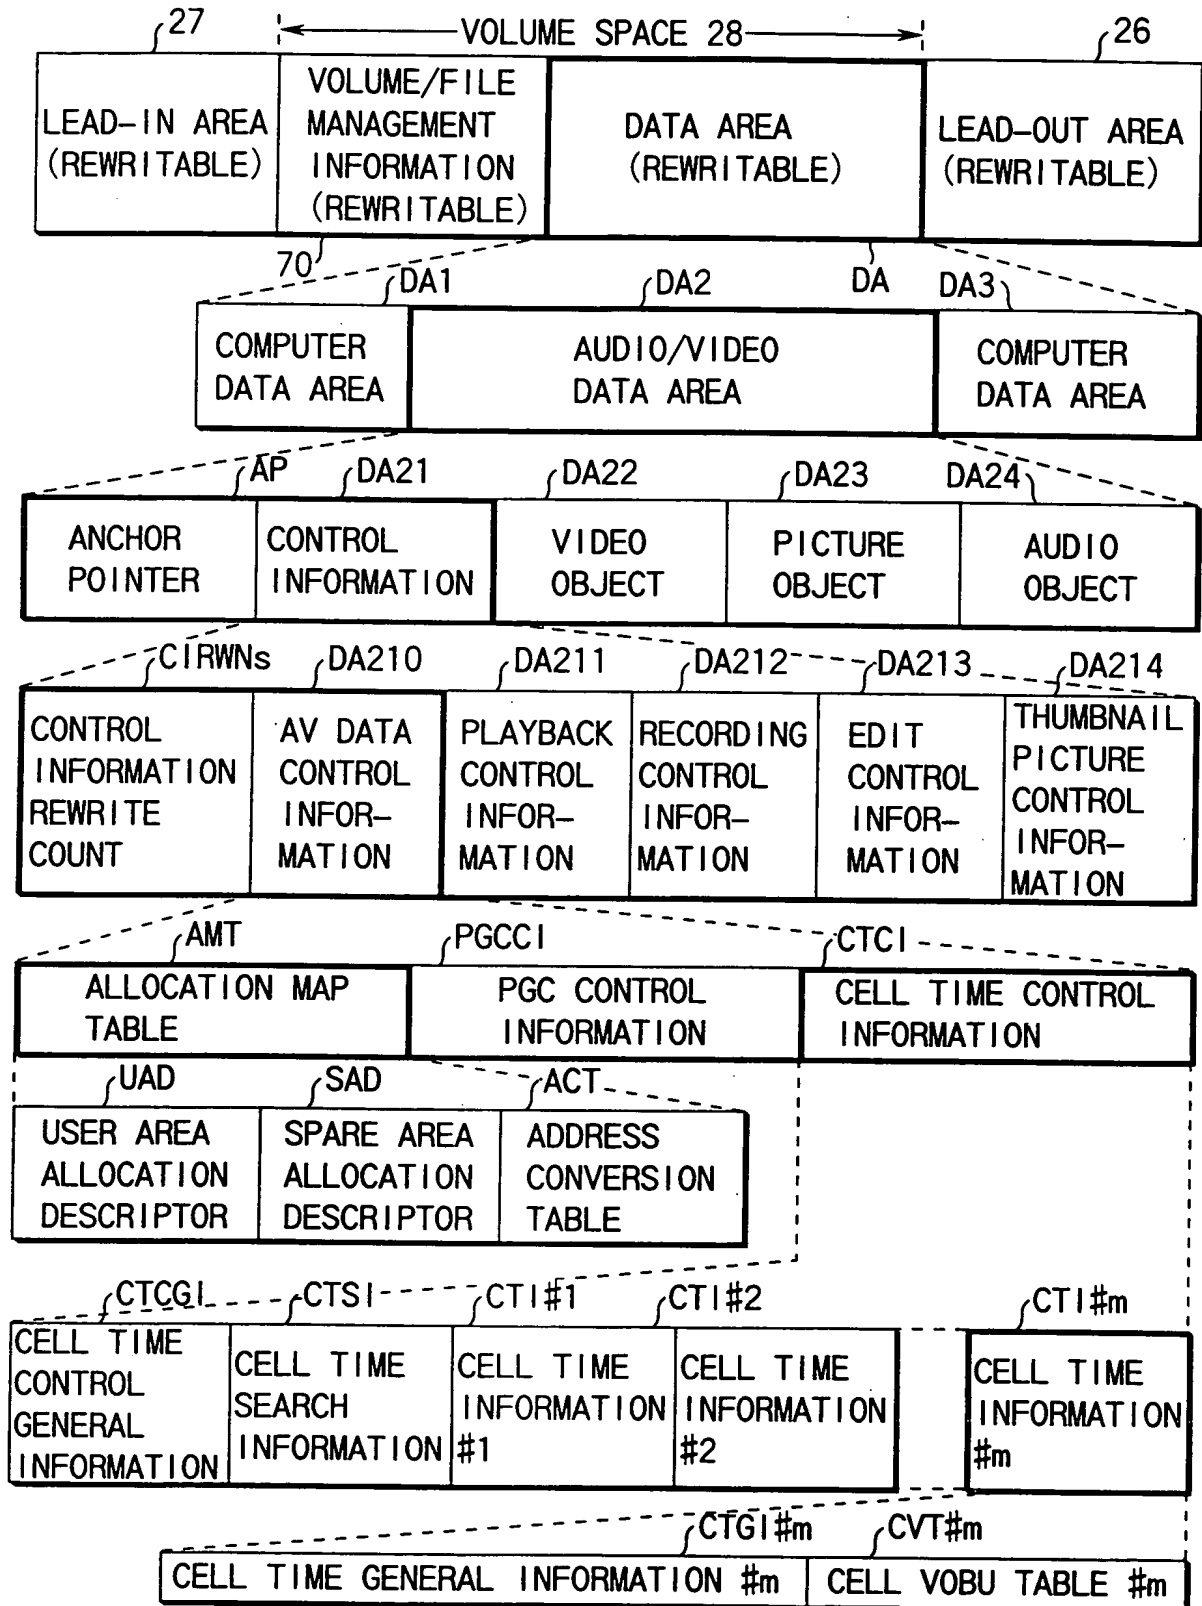 27
VOLUME SPACE 28
26
LEAD-IN AREA
(REWRITABLE)
VOLUME/FILE
MANAGEMENT
INFORMATION
(REWRITABLE)
DATA AREA
(REWRITABLE)
LEAD-OUT AREA
(REWRITABLE)
70
DA1
DA2
DA
DA3
COMPUTER
DATA AREA
AUDIO/VIDEO
DATA AREA
COMPUTER
DATA AREA
AP
DA21
DA22
DA23
DA24
ANCHOR
POINTER
CONTROL
INFORMATION
VIDEO
OBJECT
PICTURE
OBJECT
AUDIO
OBJECT
CIRWNs
DA210
DA211
DA212
DA213
DA214
CONTROL
INFORMATION
REWRITE
COUNT
AV DATA
CONTROL
INFOR-
MATION
PLAYBACK
CONTROL
INFOR-
MATION
RECORDING
CONTROL
INFOR-
MATION
EDIT
CONTROL
INFOR-
MATION
THUMBNAIL
PICTURE
CONTROL
INFOR-
MATION
AMT
PGCCI
CTCI
ALLOCATION MAP
TABLE
PGC CONTROL
INFORMATION
CELL TIME CONTROL
INFORMATION
UAD
SAD
ACT
USER AREA
ALLOCATION
DESCRIPTOR
SPARE AREA
ALLOCATION
DESCRIPTOR
ADDRESS
CONVERSION
TABLE
CTCGI
CTSI
CTI#1
CTI#2
CTI#m
CELL TIME
CONTROL
GENERAL
INFORMATION
CELL TIME
SEARCH
INFORMATION
CELL TIME
INFORMATION
#1
CELL TIME
INFORMATION
#2
CELL TIME
INFORMATION
#m
CTGI#m
CVT#m
CELL TIME GENERAL INFORMATION #m
CELL VOBU TABLE #m